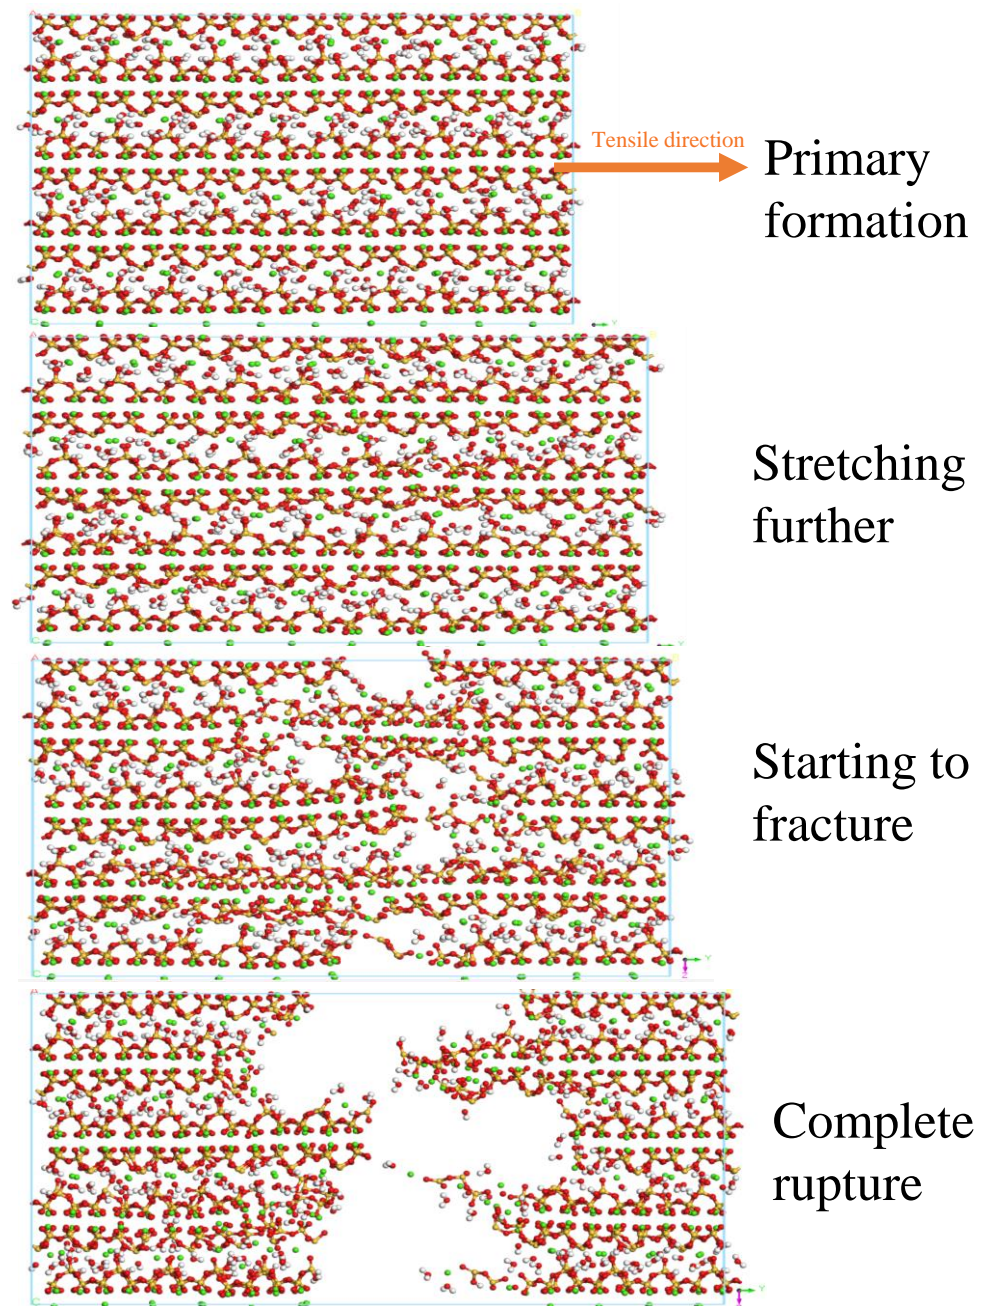 Tensile direction
Primary
formation
Stretching
further
Starting to
fracture
Complete
rupture